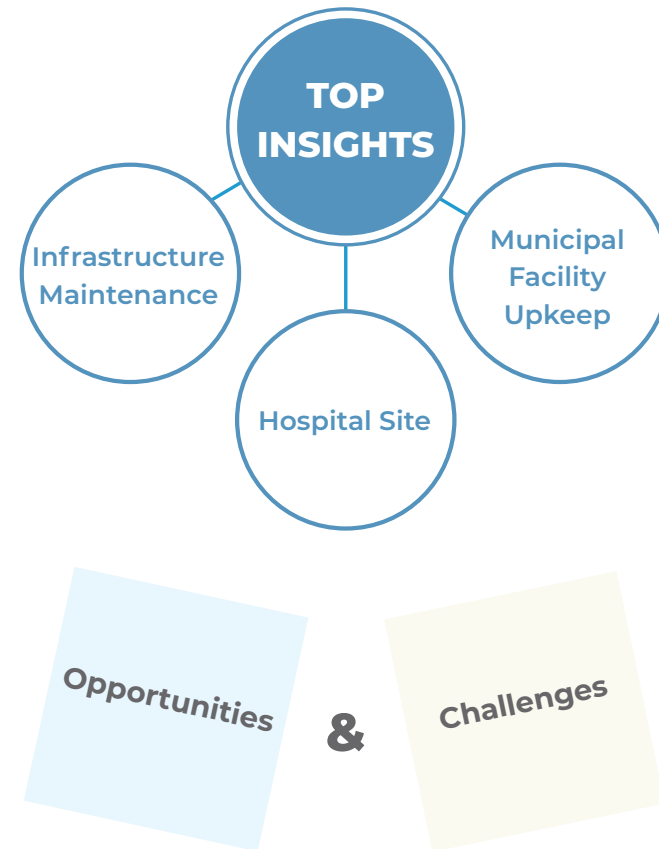 TOP
INSIGHTS
Infrastructure
Maintenance
Municipal
Facility
Upkeep
Hospital Site
Opportunities
&
Challenges